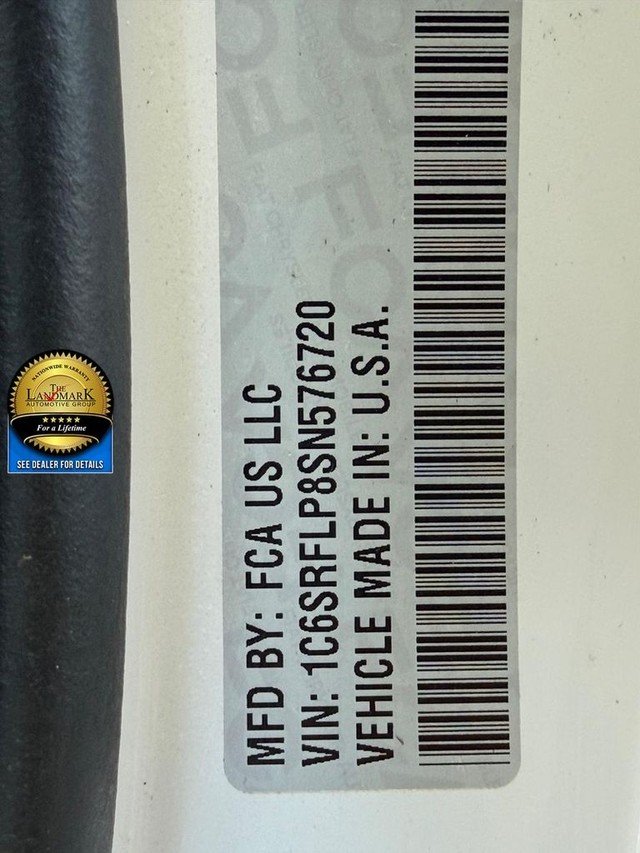 MFD BY: FCA US LLC
VIN: 1C6SRFLP8SN576720
VEHICLE MADE IN: U.S.A.
NATIONWIDE WARRANTY
THE
LANDMARK
AUTOMOTIVE GROUP
For a Lifetime
SEE DEALER FOR DETAILS